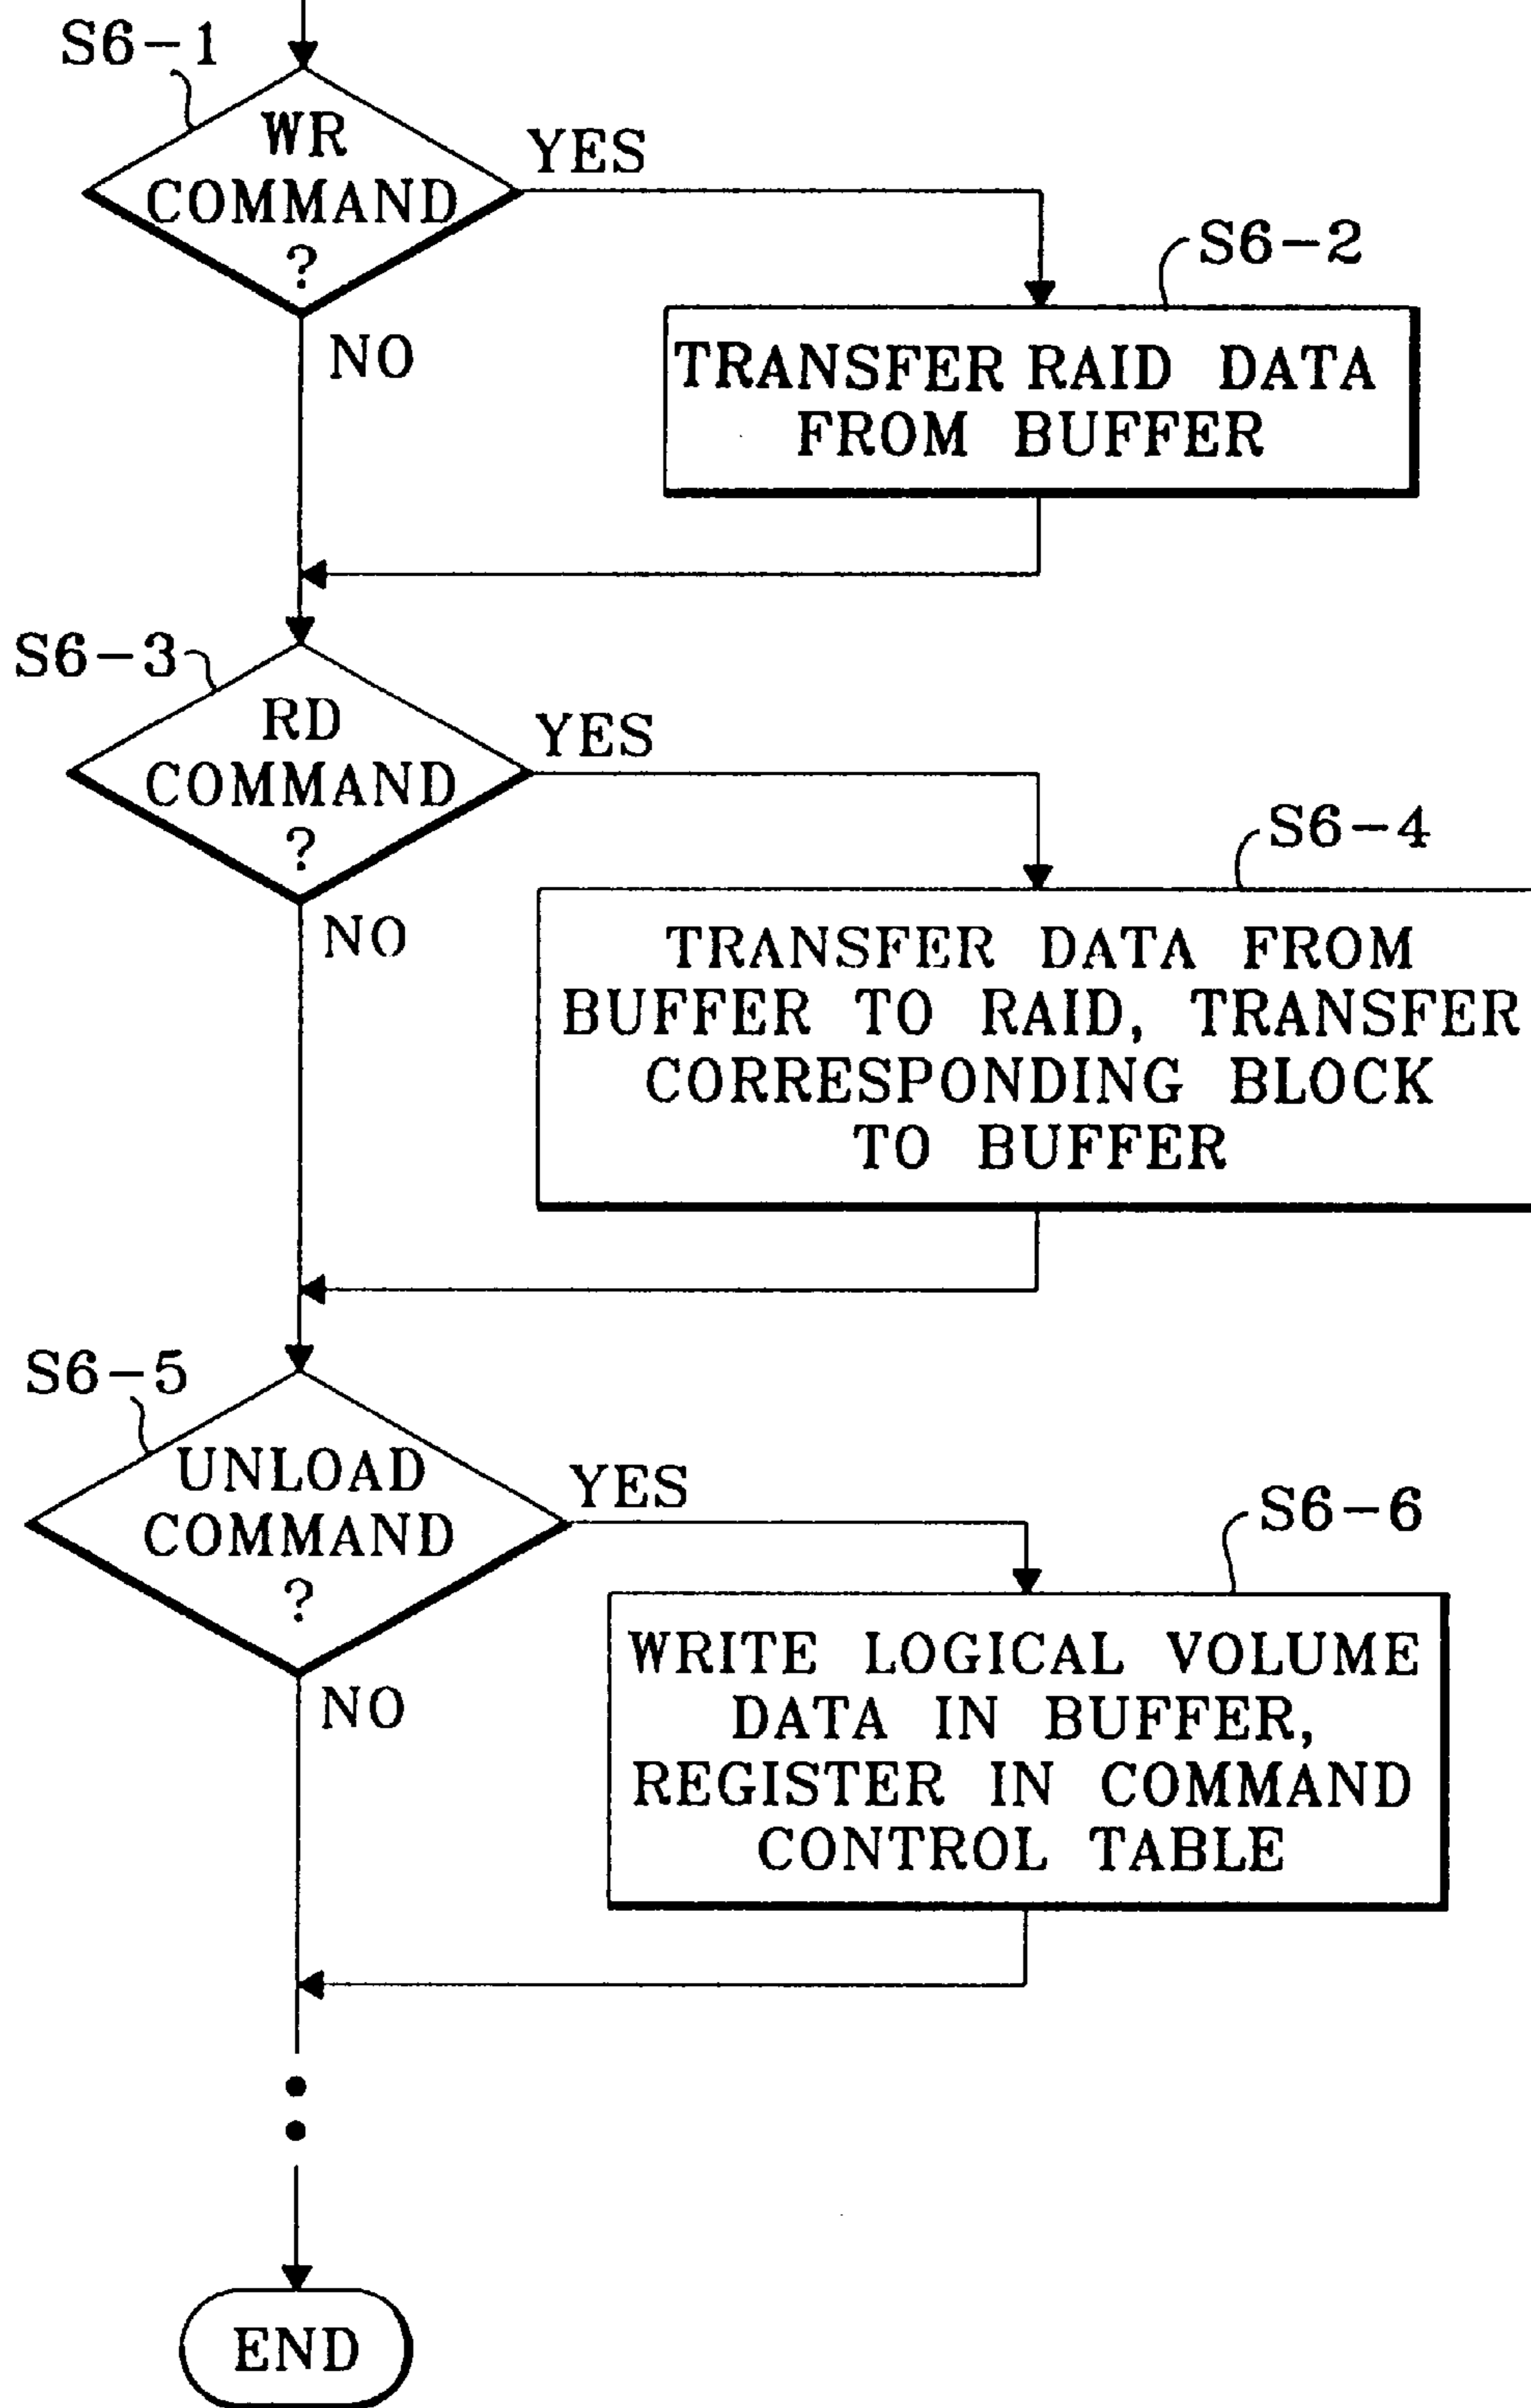 S6-1
WR
COMMAND
?
YES
NO
S6-2
TRANSFER RAID DATA
FROM BUFFER
S6-3
RD
COMMAND
?
YES
NO
S6-4
TRANSFER DATA FROM
BUFFER TO RAID, TRANSFER
CORRESPONDING BLOCK
TO BUFFER
S6-5
UNLOAD
COMMAND
?
YES
NO
S6-6
WRITE LOGICAL VOLUME
DATA IN BUFFER,
REGISTER IN COMMAND
CONTROL TABLE
END